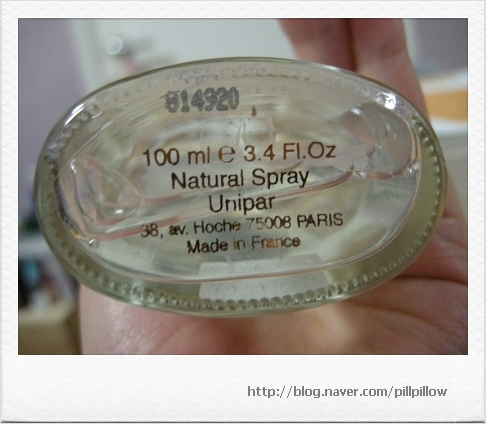 814920
100 ml ℮ 3.4 Fl.Oz
Natural Spray
Unipar
38, av. Hoche 75008 PARIS
Made in France
http://blog.naver.com/pillpillow